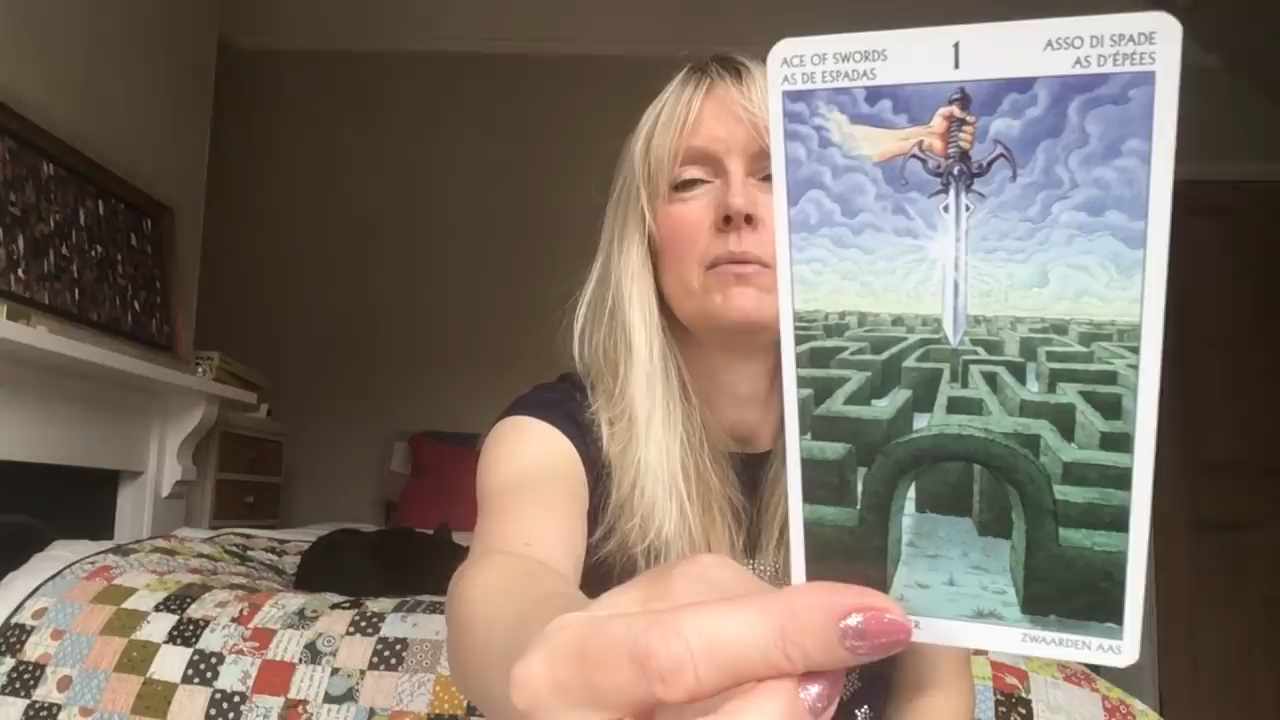 ACE OF SWORDS
AS DE ESPADAS
1
ASSO DI SPADE
AS D'ÉPÉES
ZWAARDEN AAS